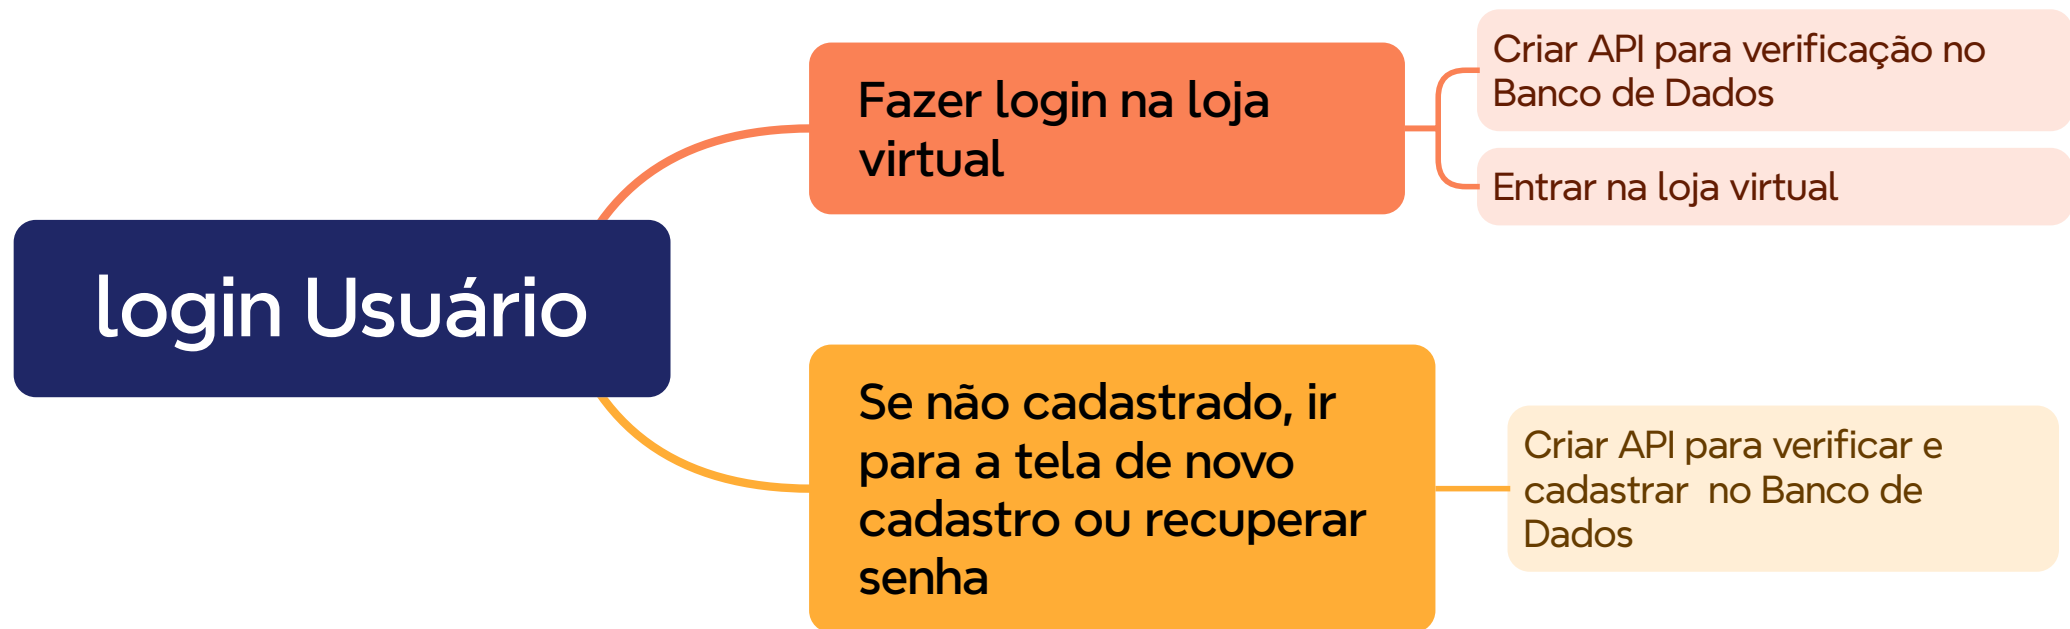 login Usuário
Fazer login na loja
virtual
Criar API para verificação no
Banco de Dados
Entrar na loja virtual
Se não cadastrado, ir
para a tela de novo
cadastro ou recuperar
senha
Criar API para verificar e
cadastrar  no Banco de
Dados